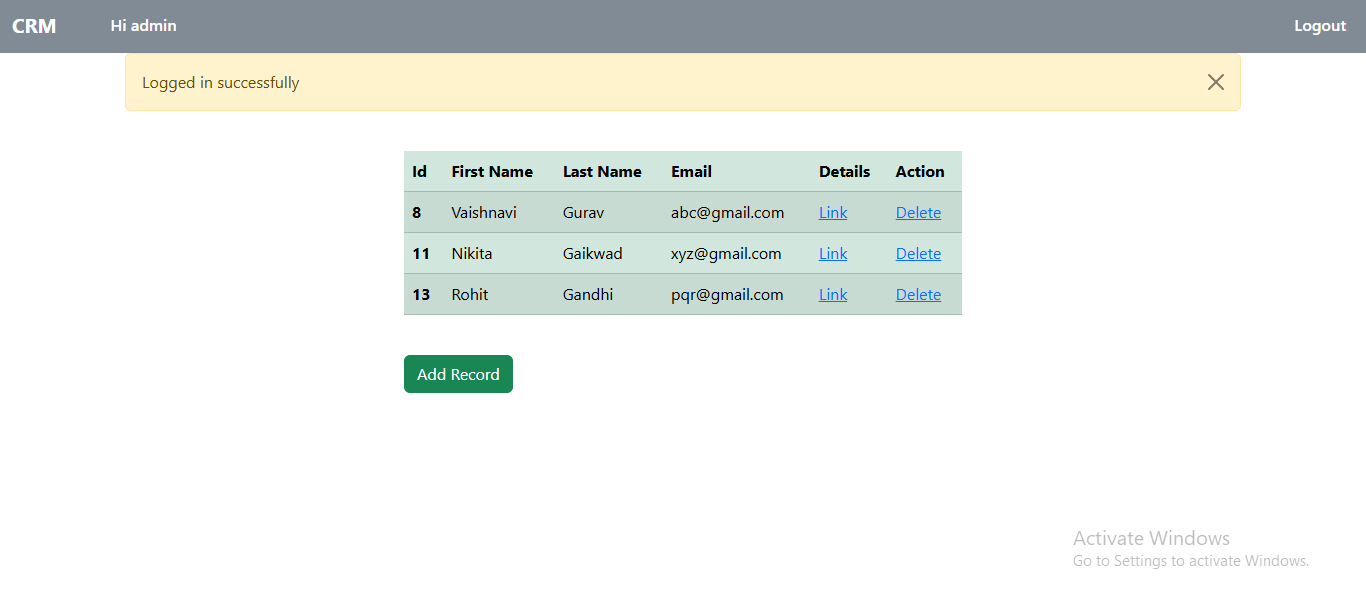 CRM Hi admin Logout
Logged in successfully
Id First Name Last Name Email Details Action
8 Vaishnavi Gurav abc@gmail.com Link Delete
11 Nikita Gaikwad xyz@gmail.com Link Delete
13 Rohit Gandhi pqr@gmail.com Link Delete
Add Record
Activate Windows
Go to Settings to activate Windows.